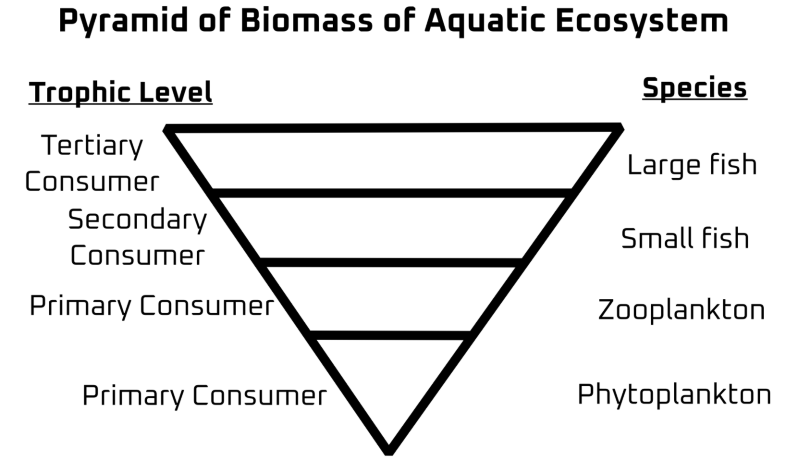 Pyramid of Biomass of Aquatic Ecosystem
Trophic Level
Species
Tertiary
Consumer
Large fish
Secondary
Consumer
Small fish
Primary Consumer
Zooplankton
Primary Consumer
Phytoplankton